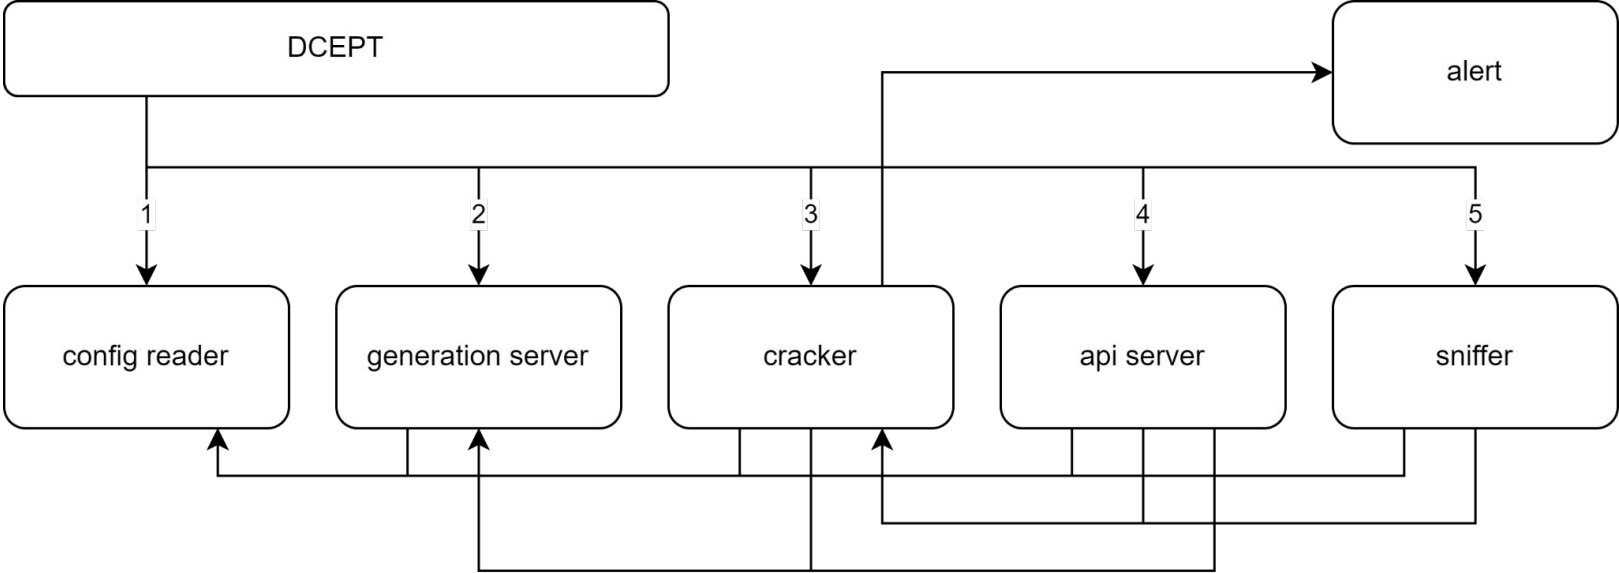 DCEPT
alert
1
2
3
4
5
config reader
generation server
cracker
api server
sniffer